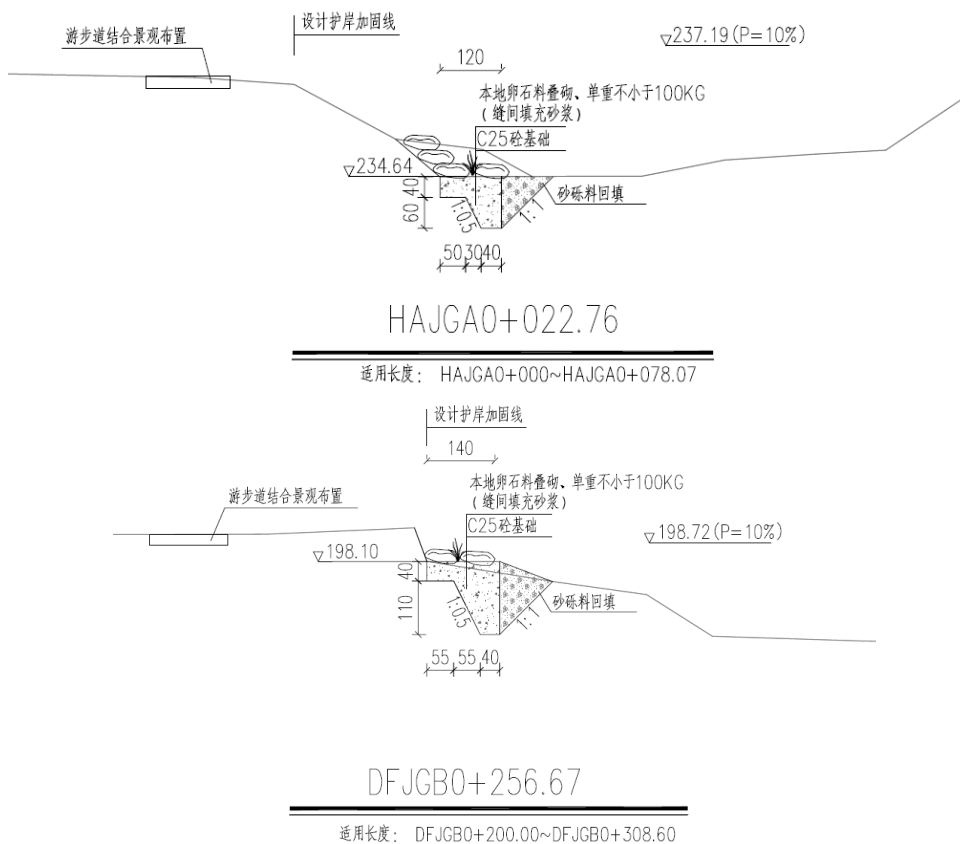 设计护岸加固线
游步道结合景观布置
▽237.19(P=10%)
120
本地卵石料叠砌、单重不小于100KG
(缝间填充砂浆)
C25砼基础
▽234.64
40
60
1:0.5
1:1
砂砾料回填
50 30 40
HAJGA0+022.76
适用长度： HAJGA0+000~HAJGA0+078.07
设计护岸加固线
140
本地卵石料叠砌、单重不小于100KG
(缝间填充砂浆)
游步道结合景观布置
C25砼基础
▽198.72(P=10%)
▽198.10
40
110
1:0.5
1:1
砂砾料回填
55 55 40
DFJGB0+256.67
适用长度： DFJGB0+200.00~DFJGB0+308.60